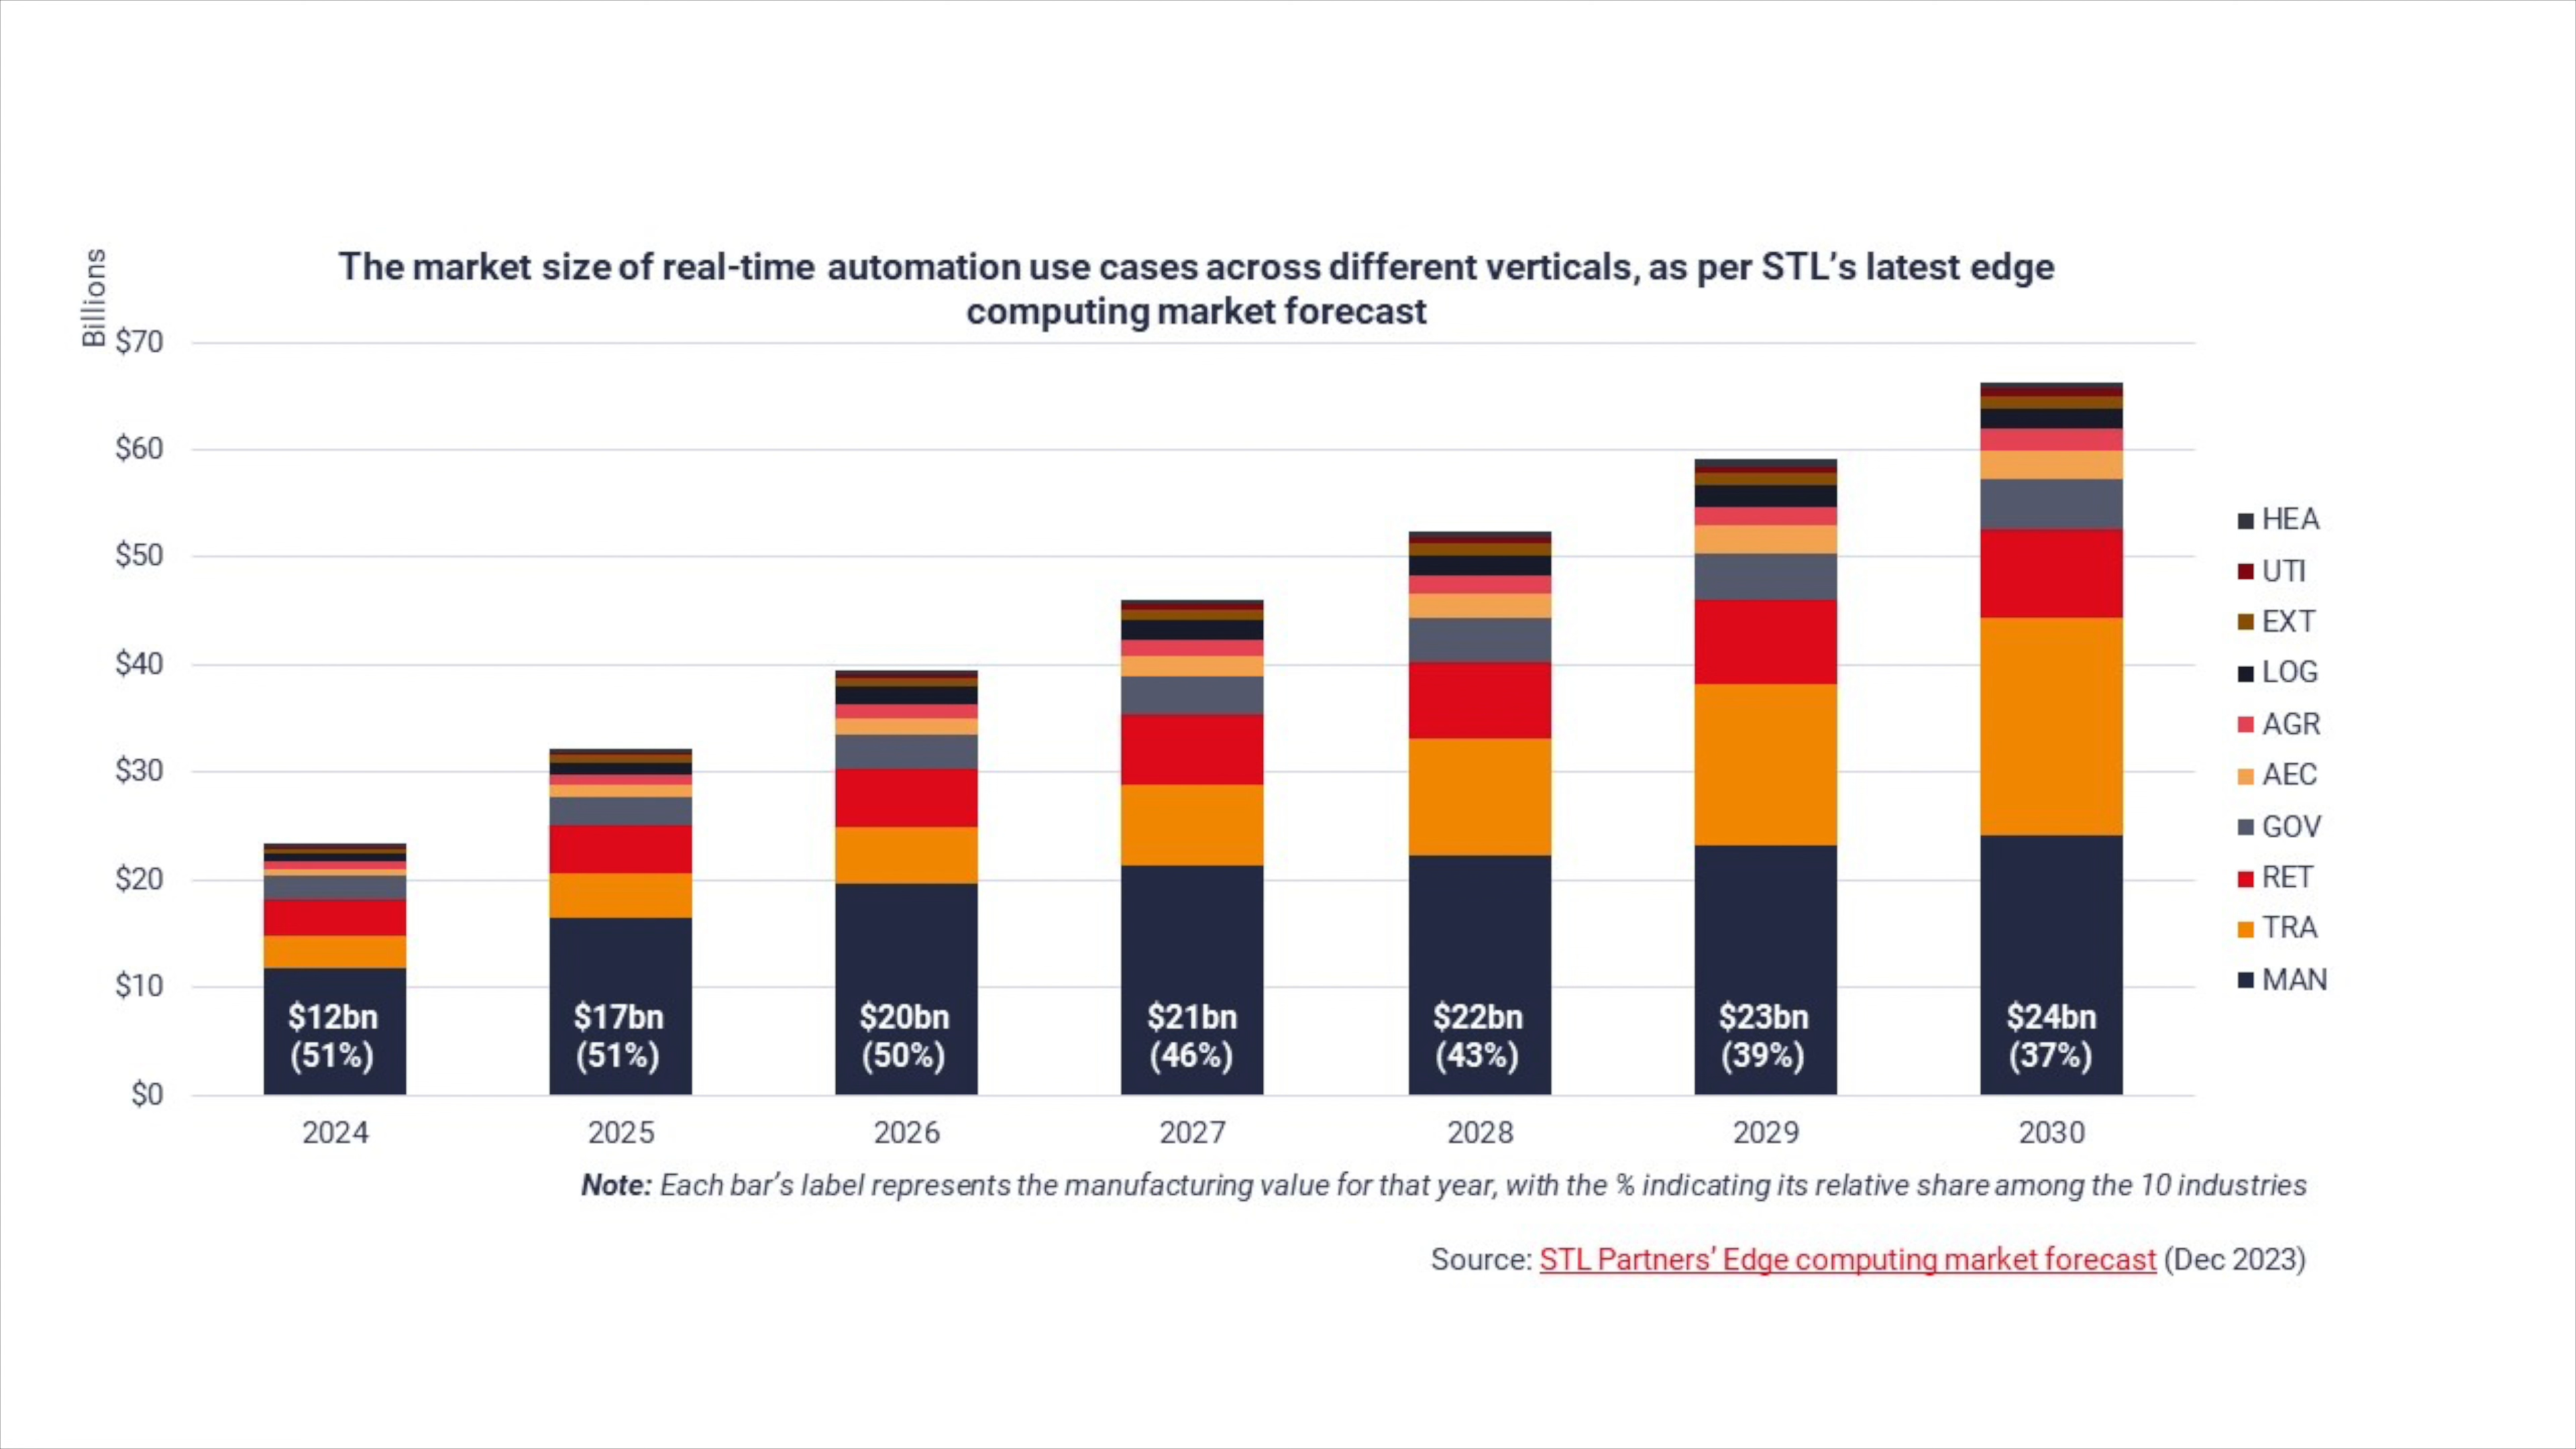 Billions
The market size of real-time automation use cases across different verticals, as per STL's latest edge
computing market forecast
$70
$60
$50
$40
$30
$20
$10
$0
$12bn
(51%)
$17bn
(51%)
$20bn
(50%)
$21bn
(46%)
$22bn
(43%)
$23bn
(39%)
$24bn
(37%)
2024
2025
2026
2027
2028
2029
2030
HEA
UTI
EXT
LOG
AGR
AEC
GOV
RET
TRA
MAN
Note: Each bar's label represents the manufacturing value for that year, with the % indicating its relative share among the 10 industries
Source: STL Partners' Edge computing market forecast (Dec 2023)